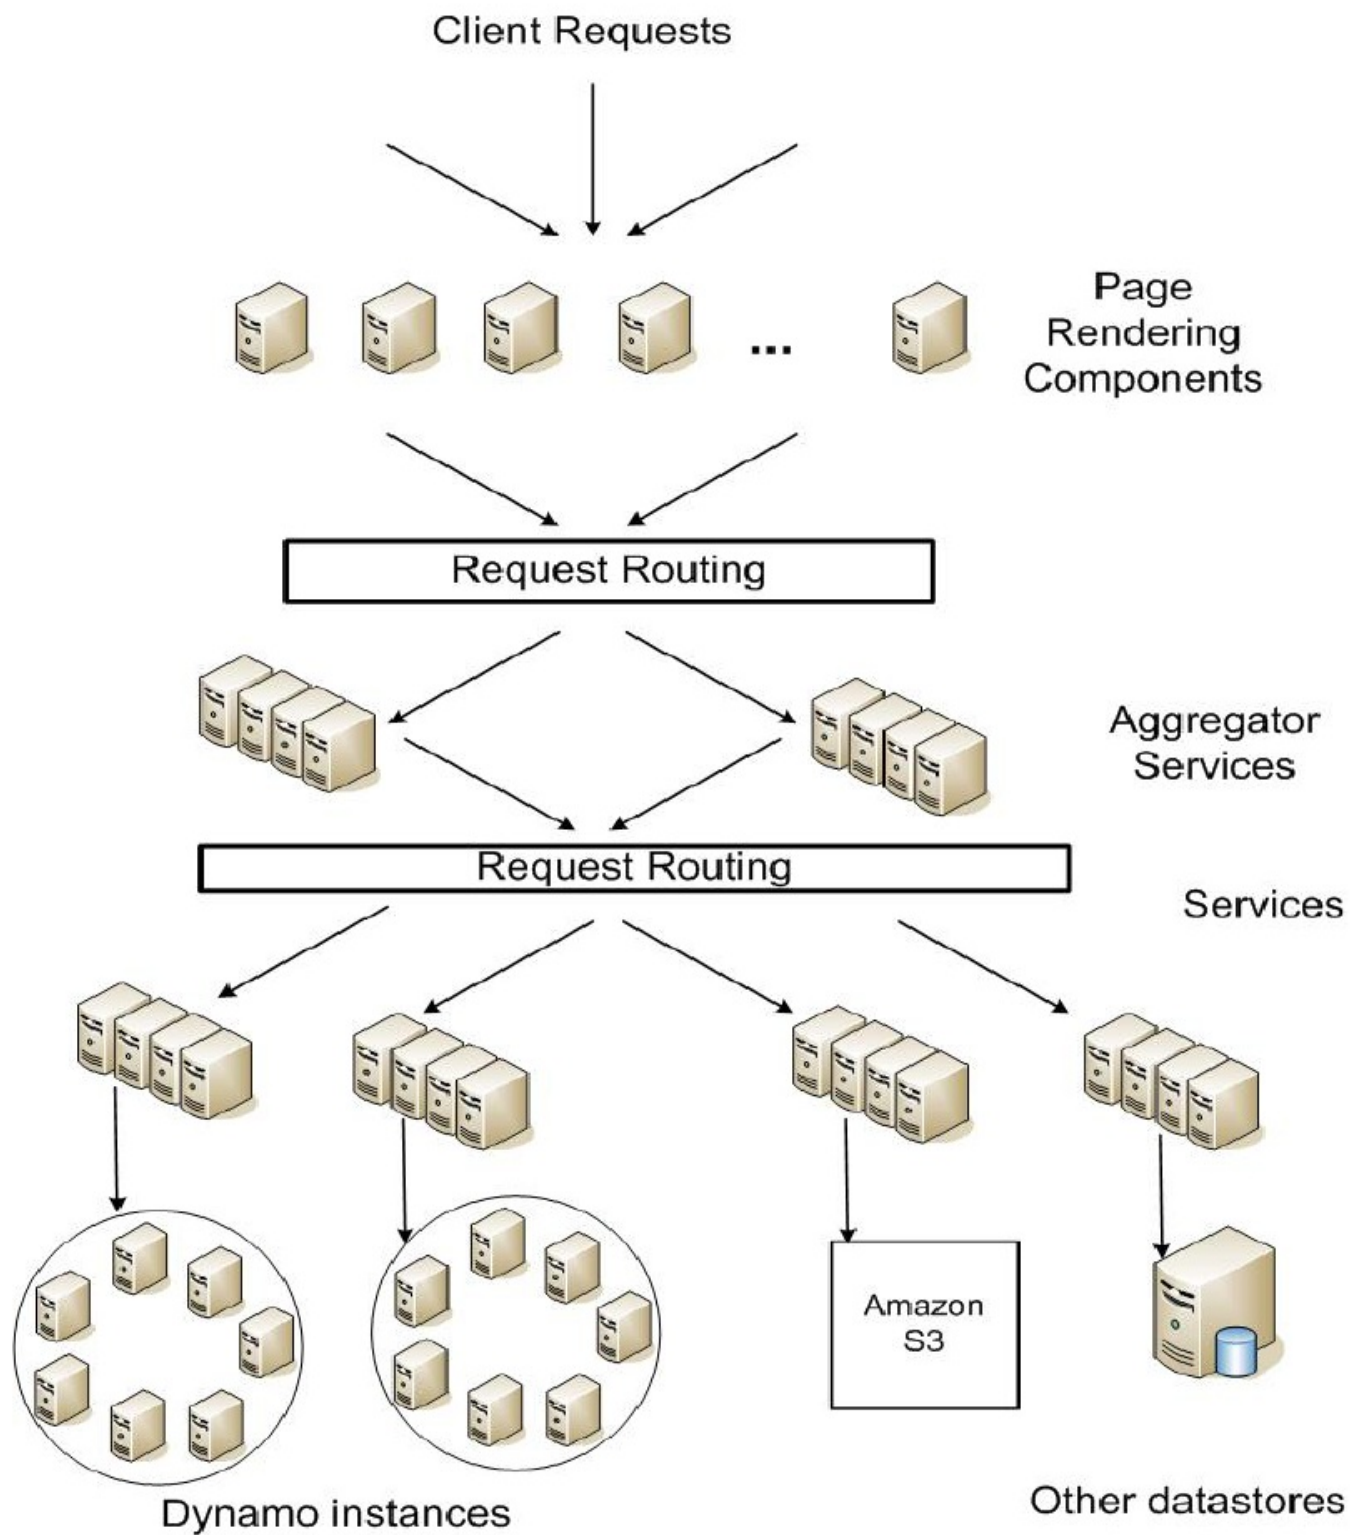 Client Requests
Page
Rendering
Components
...
Request Routing
Aggregator
Services
Request Routing
Services
Amazon
S3
Dynamo instances
Other datastores